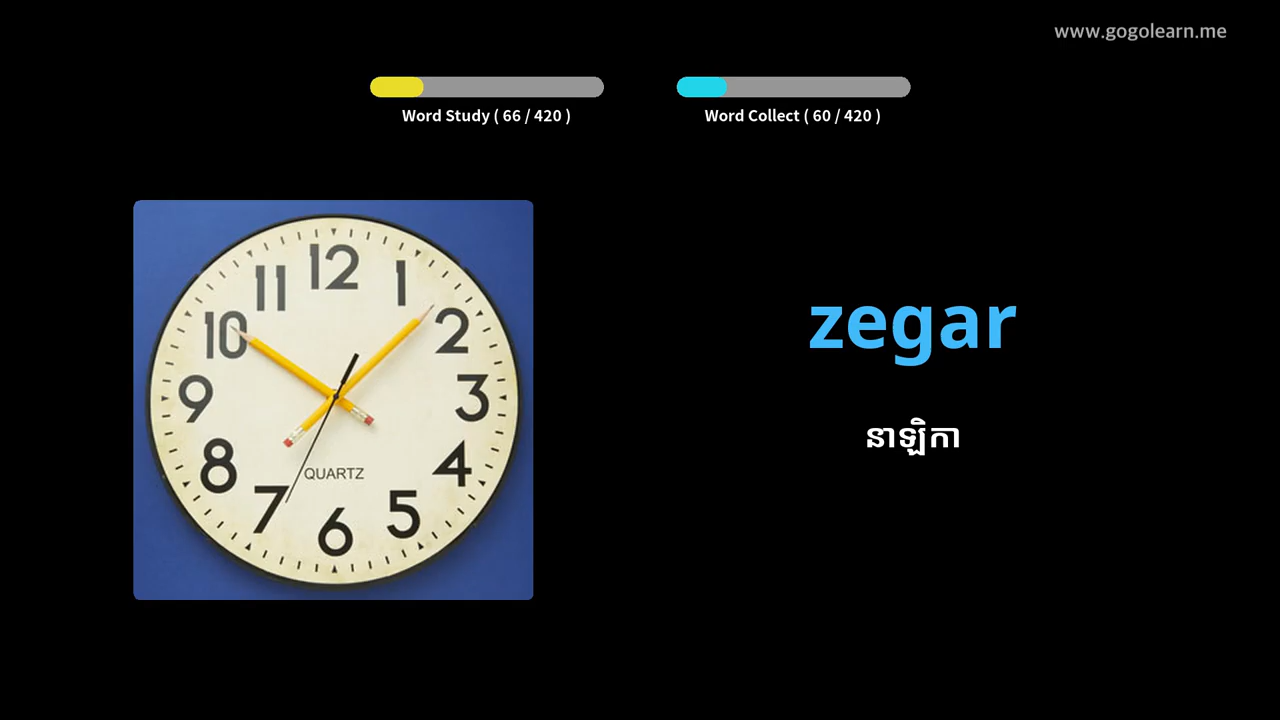 www.gogolearn.me
Word Study ( 66 / 420 )
Word Collect ( 60 / 420 )
12
11
1
10
2
9
3
8
4
7
5
6
QUARTZ
zegar
នាឡិកា